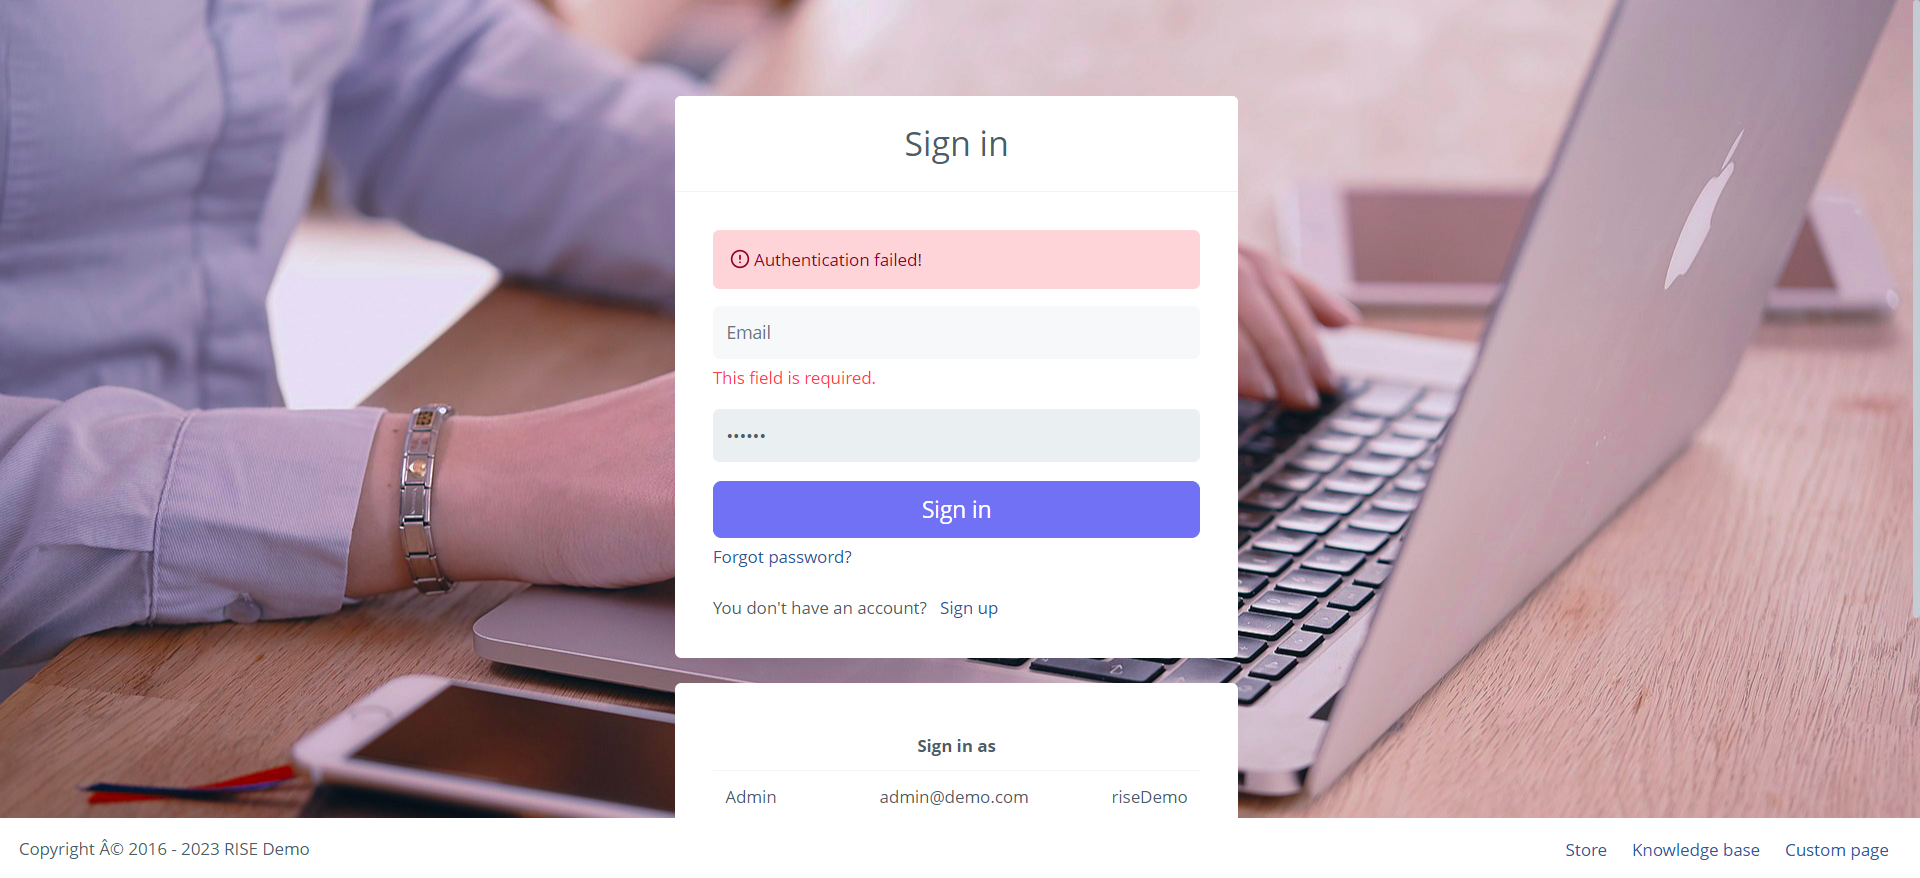 Sign in
Authentication failed!
Email
This field is required.
••••••
Sign in
Forgot password?
You don't have an account? Sign up
Sign in as
Admin admin@demo.com riseDemo
Copyright Â© 2016 - 2023 RISE Demo
Store Knowledge base Custom page